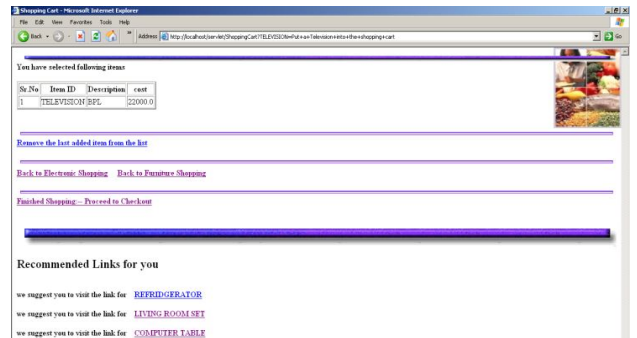 Shopping Cart - Microsoft Internet Explorer
File Edit View Favorites Tools Help
Back Address http://localhost/servlet/ShoppingCart?TELEVISION=Put+a+Television+into+the+shopping+cart Go
You have selected following items
Sr.No Item ID Description cost
1 TELEVISION BPL 22000.0
Remove the last added item from the list
Back to Electronic Shopping Back to Furniture Shopping
Finished Shopping:-- Proceed to Checkout
Recommended Links for you
we suggest you to visit the link for REFRIDGERATOR
we suggest you to visit the link for LIVING ROOM SET
we suggest you to visit the link for COMPUTER TABLE